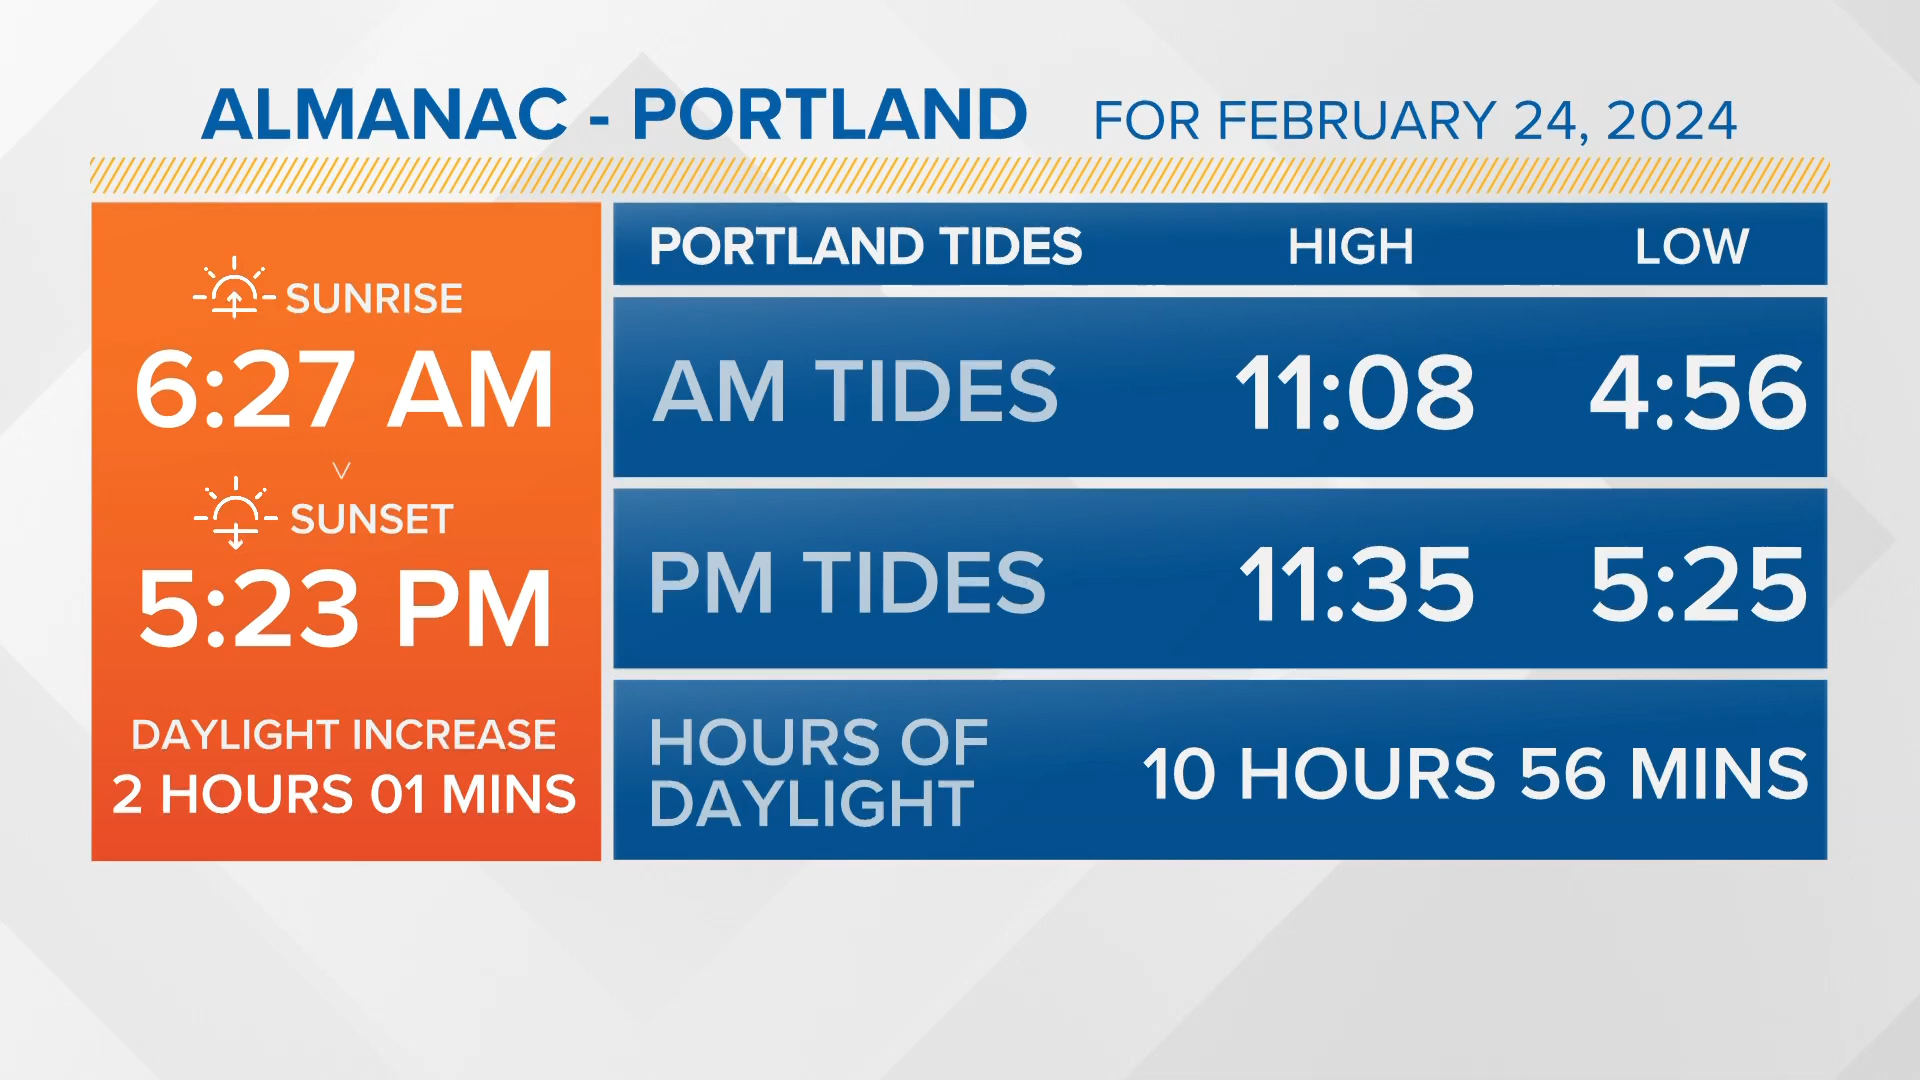 ALMANAC - PORTLAND FOR FEBRUARY 24, 2024
SUNRISE
6:27 AM
SUNSET
5:23 PM
DAYLIGHT INCREASE
2 HOURS 01 MINS
PORTLAND TIDES HIGH LOW
AM TIDES 11:08 4:56
PM TIDES 11:35 5:25
HOURS OF
DAYLIGHT
10 HOURS 56 MINS